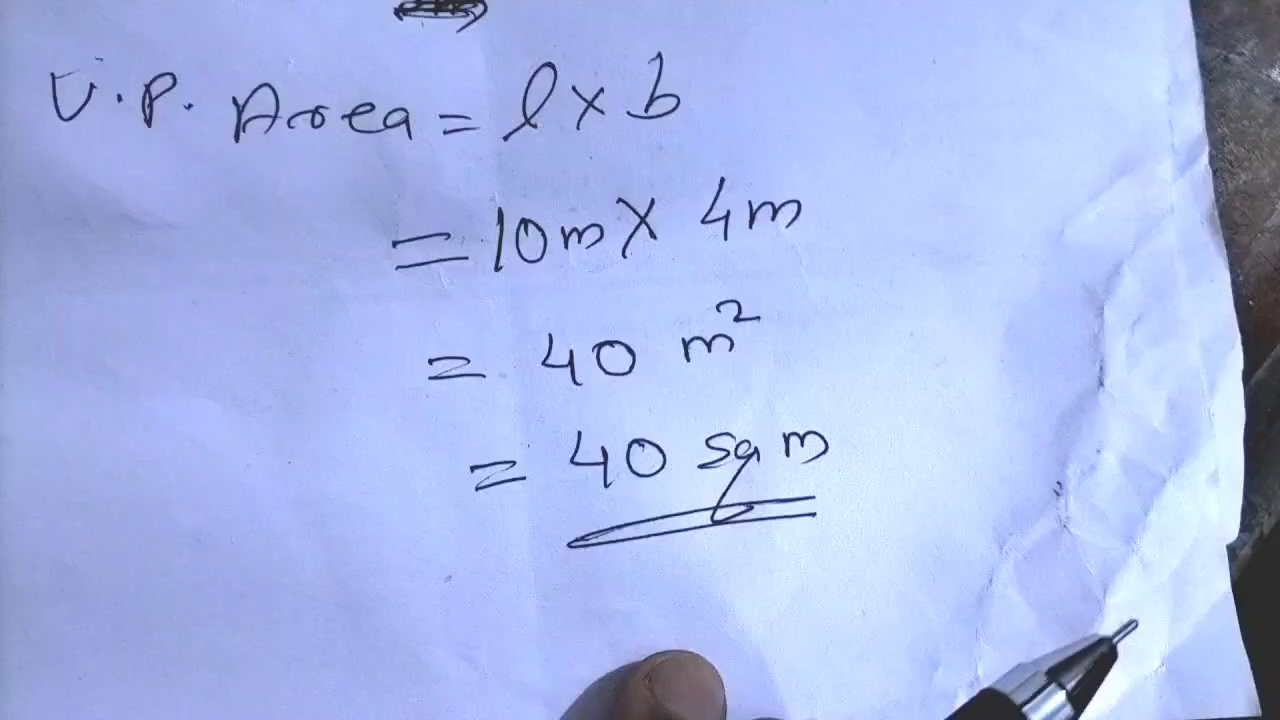 U.P. Area = l x b
= 10m X 4m
= 40 m²
= 40 sq m